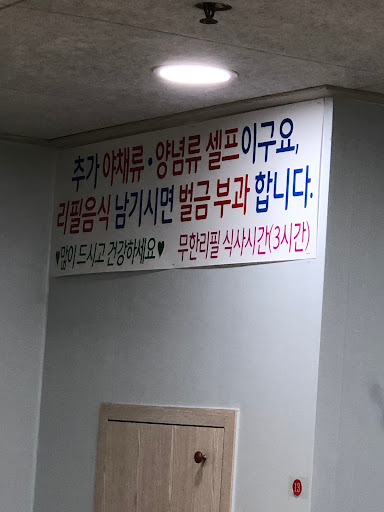 추가 야채류·양념류 셀프이구요,
리필음식 남기시면 벌금 부과 합니다.
♥많이 드시고 건강하세요♥ 무한리필 식사시간(3시간)
13